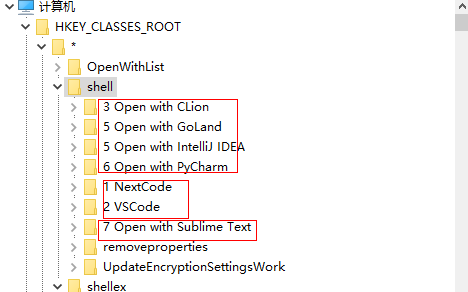 计算机
HKEY_CLASSES_ROOT
*
OpenWithList
shell
3 Open with CLion
5 Open with GoLand
5 Open with IntelliJ IDEA
6 Open with PyCharm
1 NextCode
2 VSCode
7 Open with Sublime Text
removeproperties
UpdateEncryptionSettingsWork
shellex